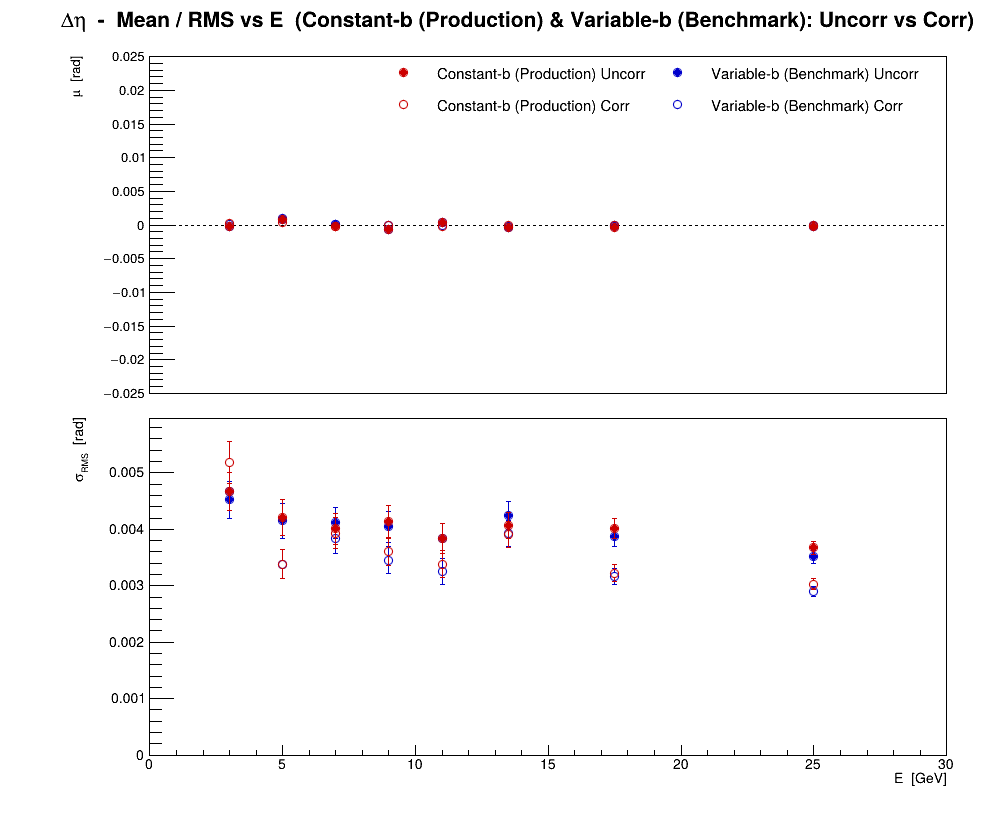 Δη - Mean / RMS vs E (Constant-b (Production) & Variable-b (Benchmark): Uncorr vs Corr)
μ [rad]
0.025
0.02
0.015
0.01
0.005
0
−0.005
−0.01
−0.015
−0.02
−0.025
Constant-b (Production) Uncorr
Variable-b (Benchmark) Uncorr
Constant-b (Production) Corr
Variable-b (Benchmark) Corr
σRMS [rad]
0.005
0.004
0.003
0.002
0.001
0
0 5 10 15 20 25 30
E [GeV]